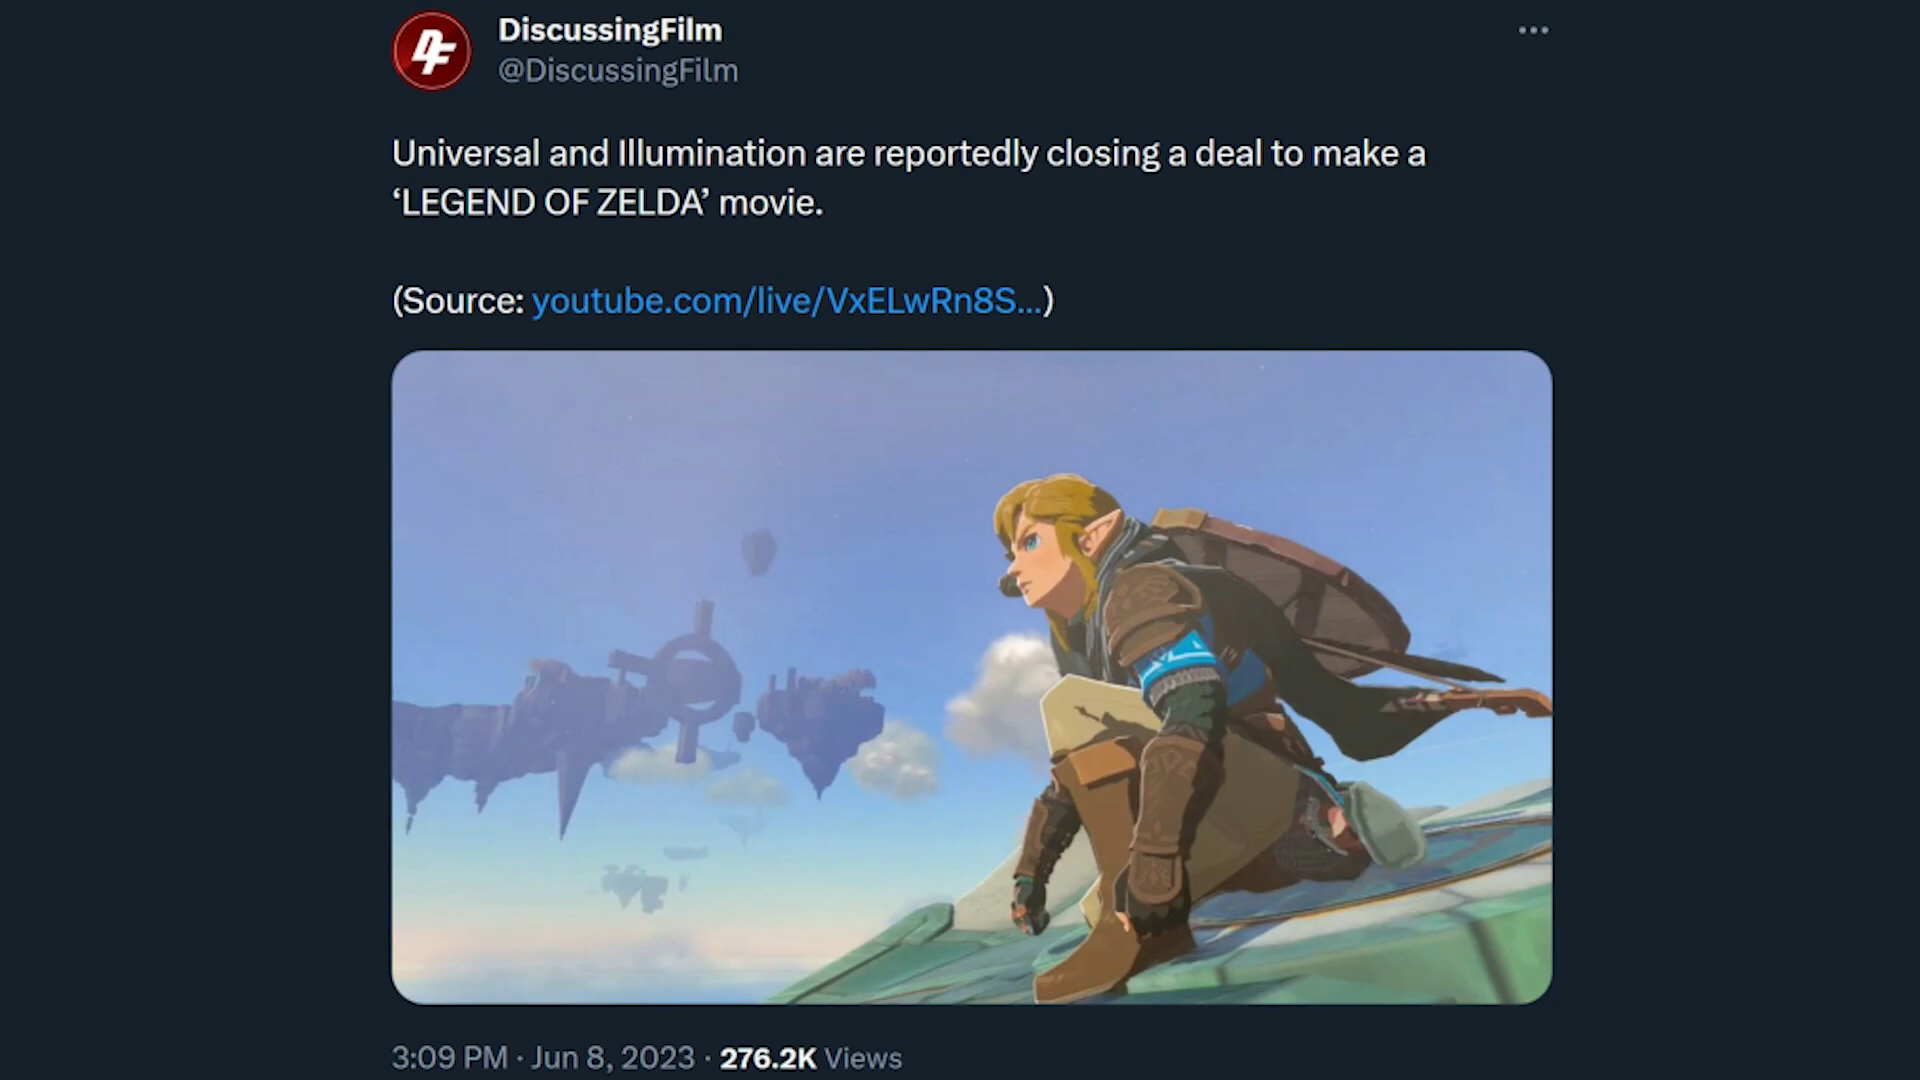 DF
DiscussingFilm
@DiscussingFilm
Universal and Illumination are reportedly closing a deal to make a
‘LEGEND OF ZELDA’ movie.
(Source: youtube.com/live/VxELwRn8S...)
3:09 PM · Jun 8, 2023 · 276.2K Views